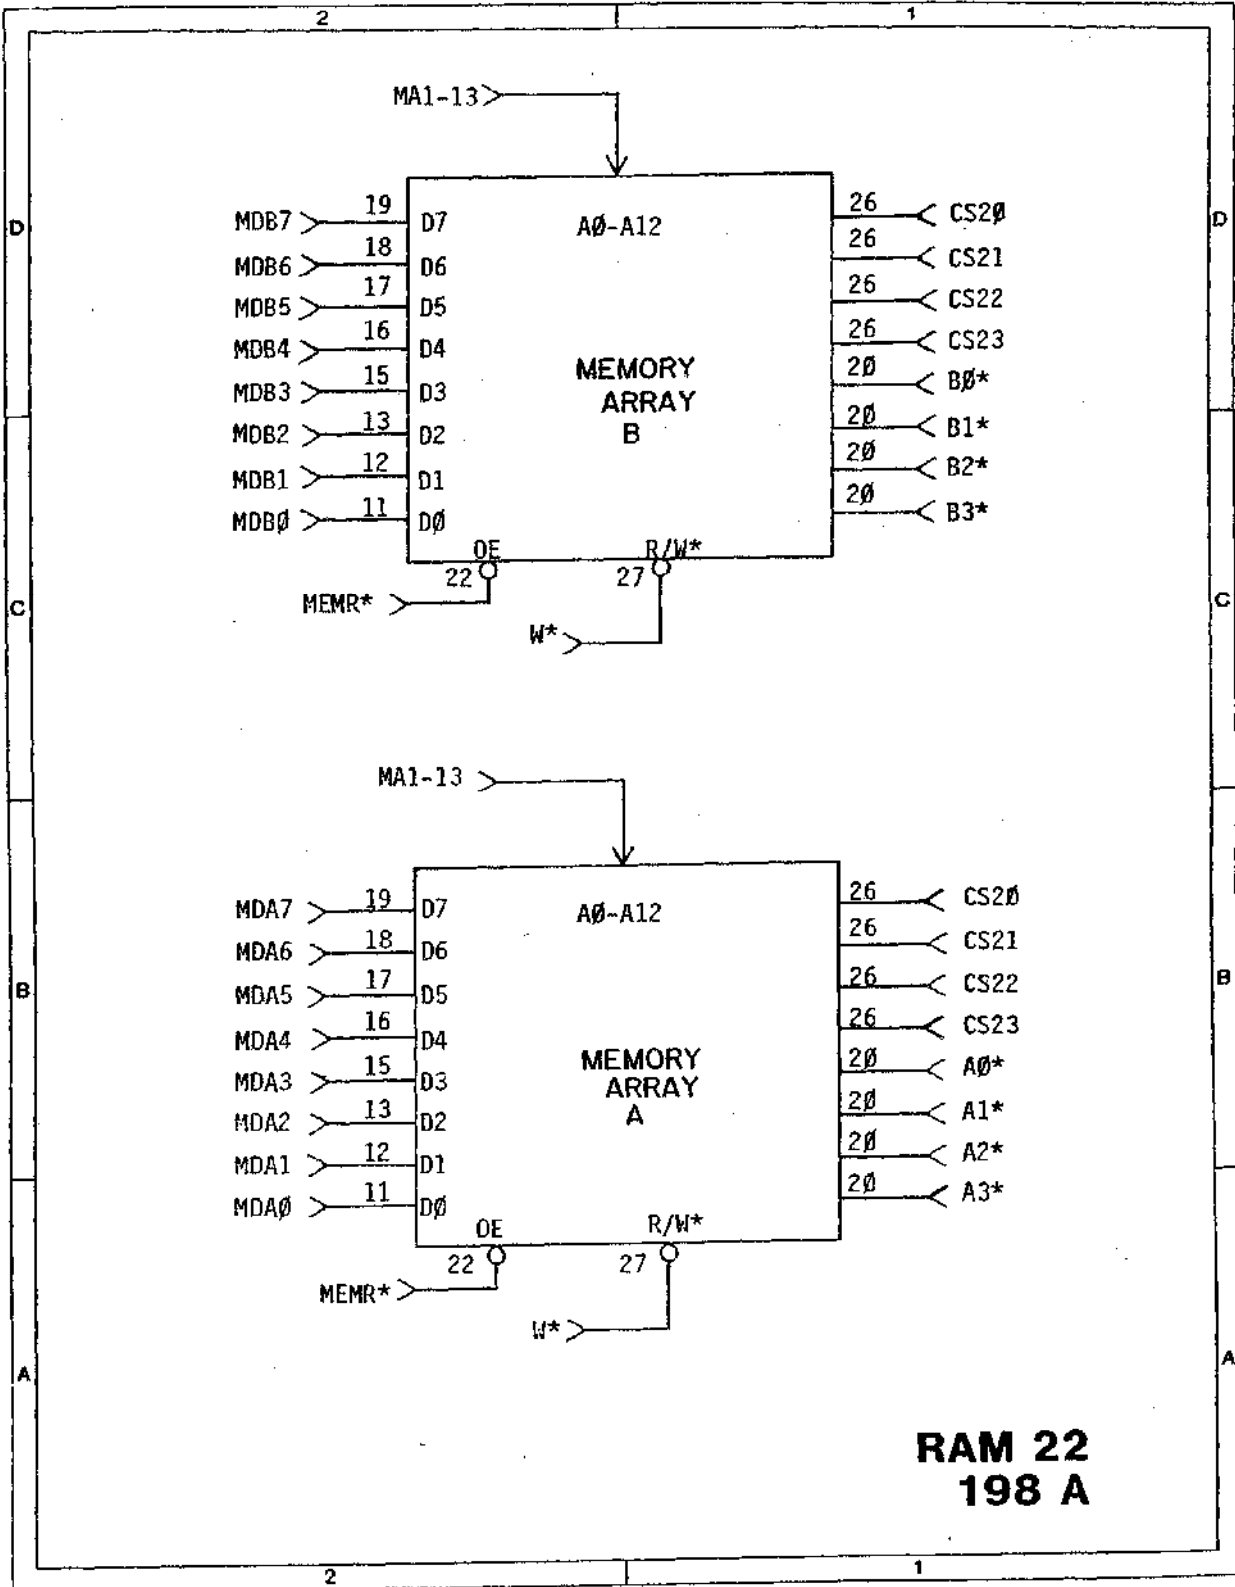 2 1
MA1-13
D D
MDB7 19 D7 AØ-A12 26 CS2Ø
MDB6 18 D6 26 CS21
MDB5 17 D5 26 CS22
MDB4 16 D4 26 CS23
MDB3 15 D3 MEMORY 2Ø BØ*
ARRAY
MDB2 13 D2 B 2Ø B1*
MDB1 12 D1 2Ø B2*
MDBØ 11 DØ 2Ø B3*
OE R/W*
22 27
C MEMR* C
W*
MA1-13
MDA7 19 D7 AØ-A12 26 CS2Ø
MDA6 18 D6 26 CS21
B MDA5 17 D5 26 CS22 B
MDA4 16 D4 26 CS23
MDA3 15 D3 MEMORY 2Ø AØ*
ARRAY
MDA2 13 D2 A 2Ø A1*
MDA1 12 D1 2Ø A2*
MDAØ 11 DØ 2Ø A3*
OE R/W*
22 27
MEMR*
W*
A A
RAM 22
198 A
2 1